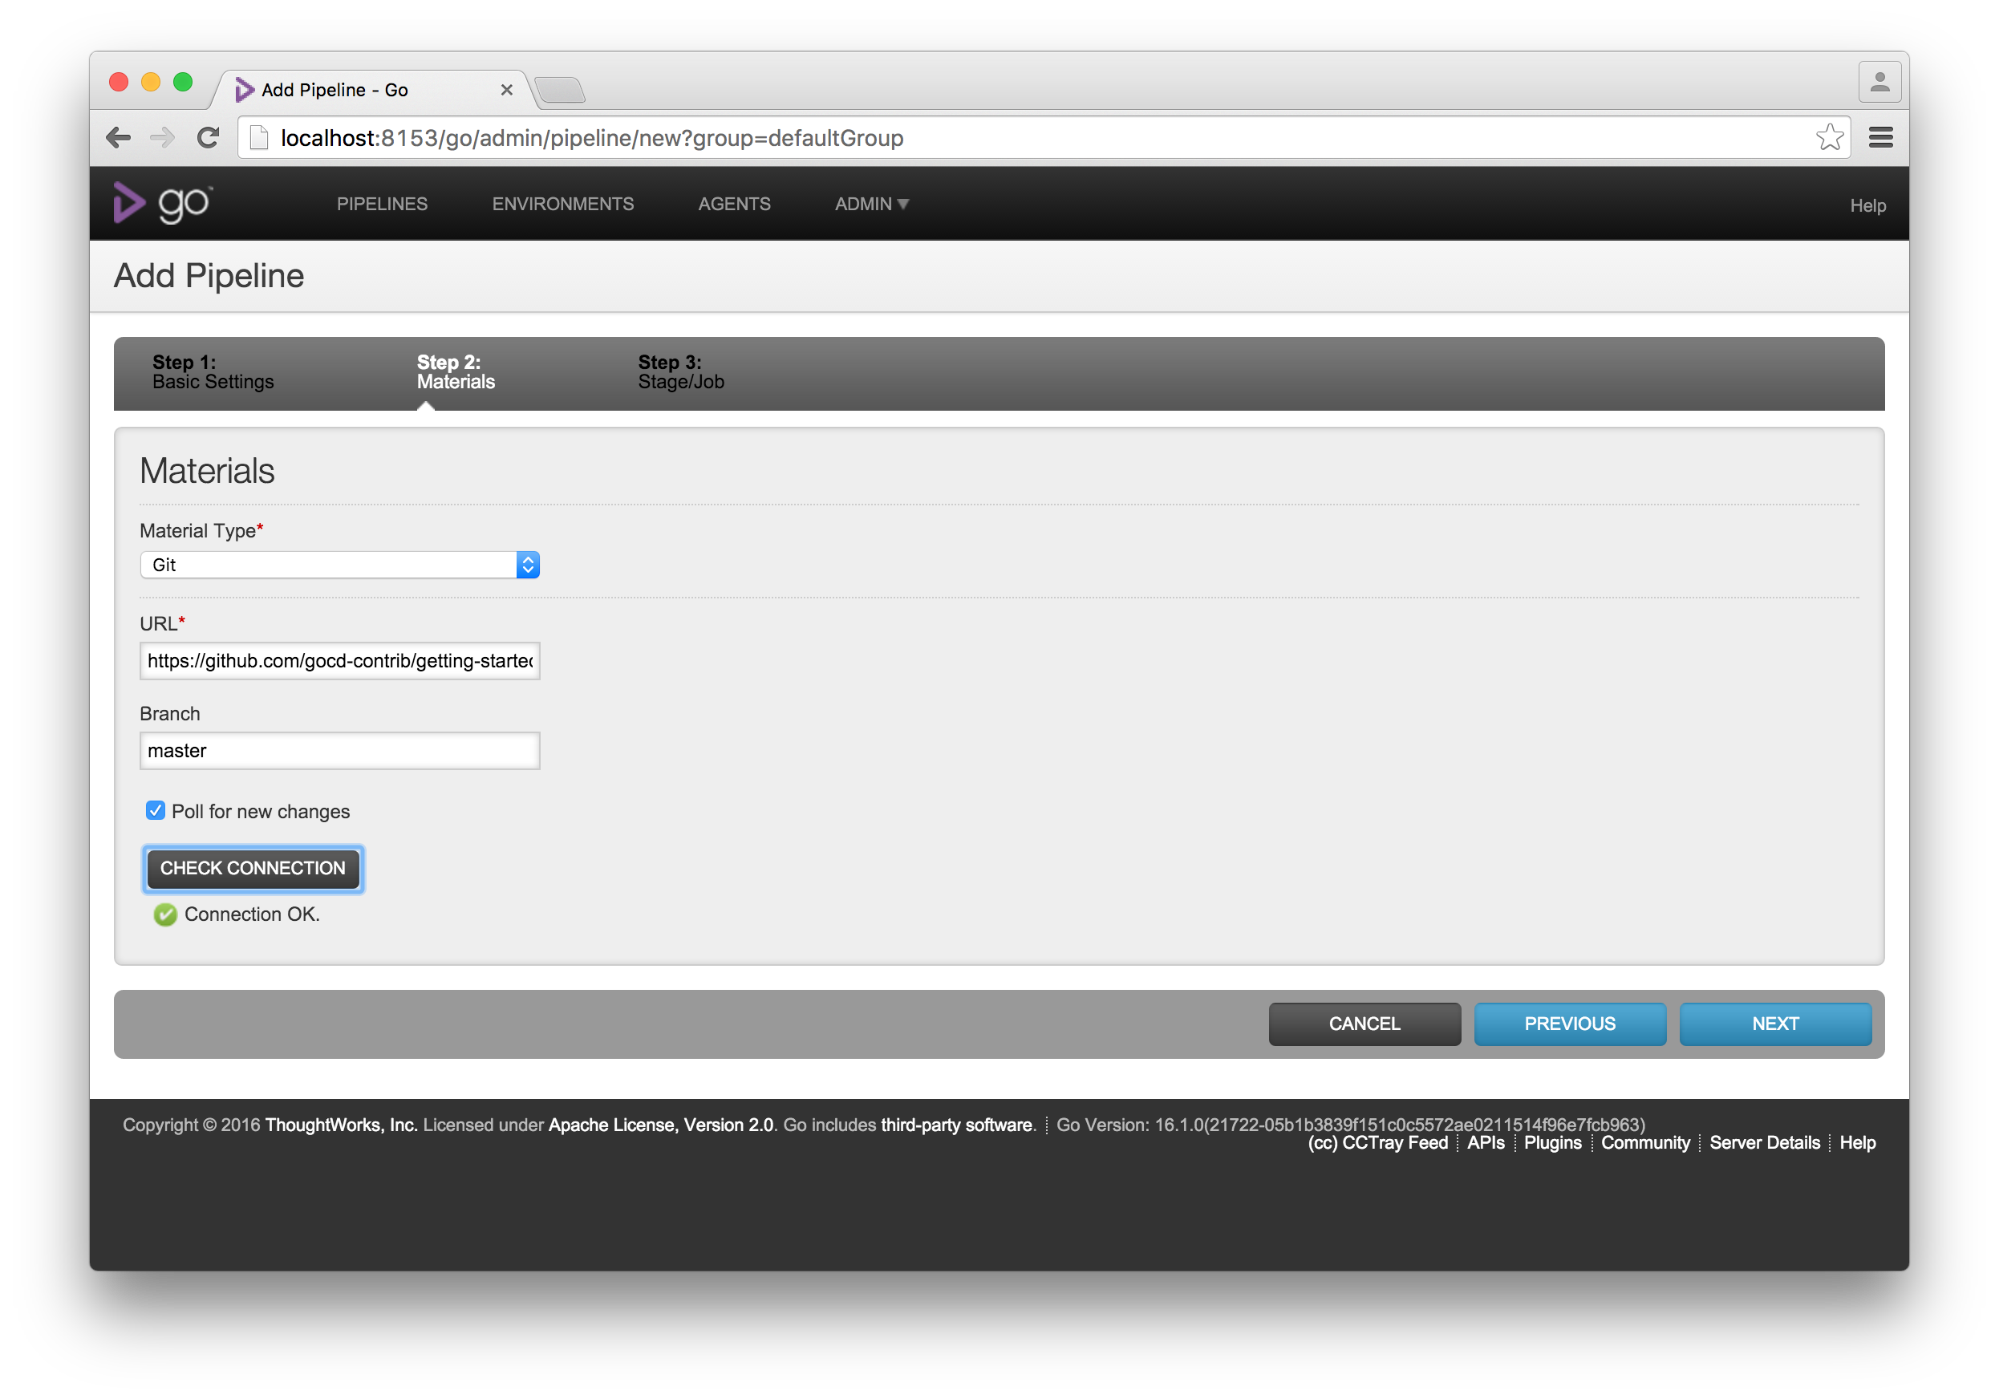 Add Pipeline - Go
localhost:8153/go/admin/pipeline/new?group=defaultGroup
go™ PIPELINES ENVIRONMENTS AGENTS ADMIN Help
Add Pipeline
Step 1: Step 2: Step 3:
Basic Settings Materials Stage/Job
Materials
Material Type*
Git
URL*
https://github.com/gocd-contrib/getting-started
Branch
master
Poll for new changes
CHECK CONNECTION
Connection OK.
CANCEL PREVIOUS NEXT
Copyright © 2016 ThoughtWorks, Inc. Licensed under Apache License, Version 2.0. Go includes third-party software. Go Version: 16.1.0(21722-05b1b3839f151c0c5572ae0211514f96e7fcb963)
(cc) CCTray Feed APIs Plugins Community Server Details Help